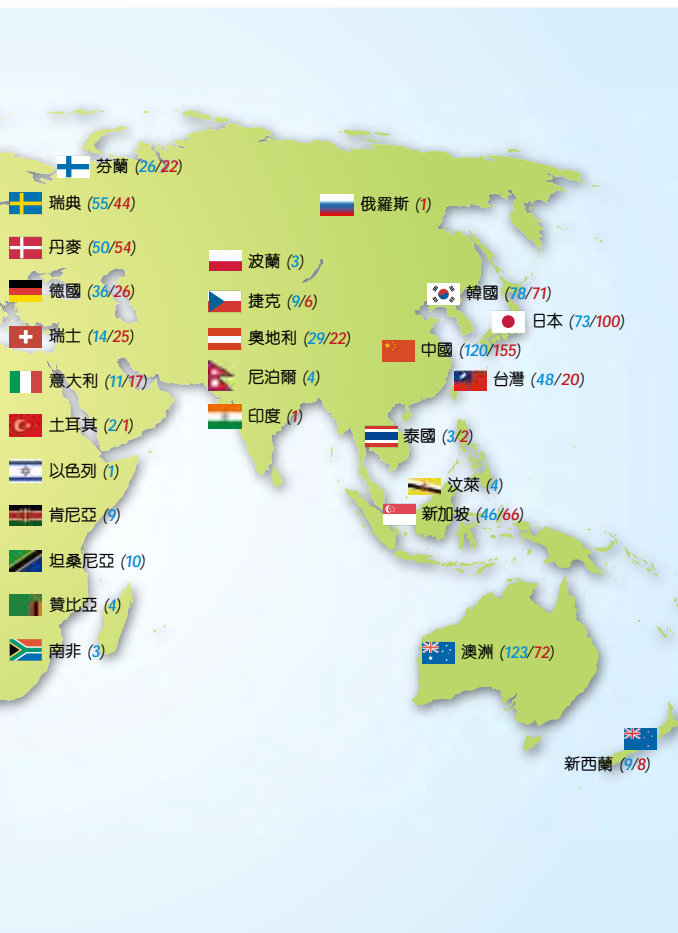 芬蘭 (26/22)
瑞典 (55/44)
俄羅斯 (1)
丹麥 (50/54)
波蘭 (3)
德國 (36/26)
捷克 (9/6)
韓國 (78/71)
日本 (73/100)
瑞士 (14/25)
奧地利 (29/22)
中國 (120/155)
意大利 (11/17)
尼泊爾 (4)
台灣 (48/20)
土耳其 (2/1)
印度 (1)
泰國 (3/2)
以色列 (1)
汶萊 (4)
肯尼亞 (9)
新加坡 (46/66)
坦桑尼亞 (10)
贊比亞 (4)
南非 (3)
澳洲 (123/72)
新西蘭 (9/8)